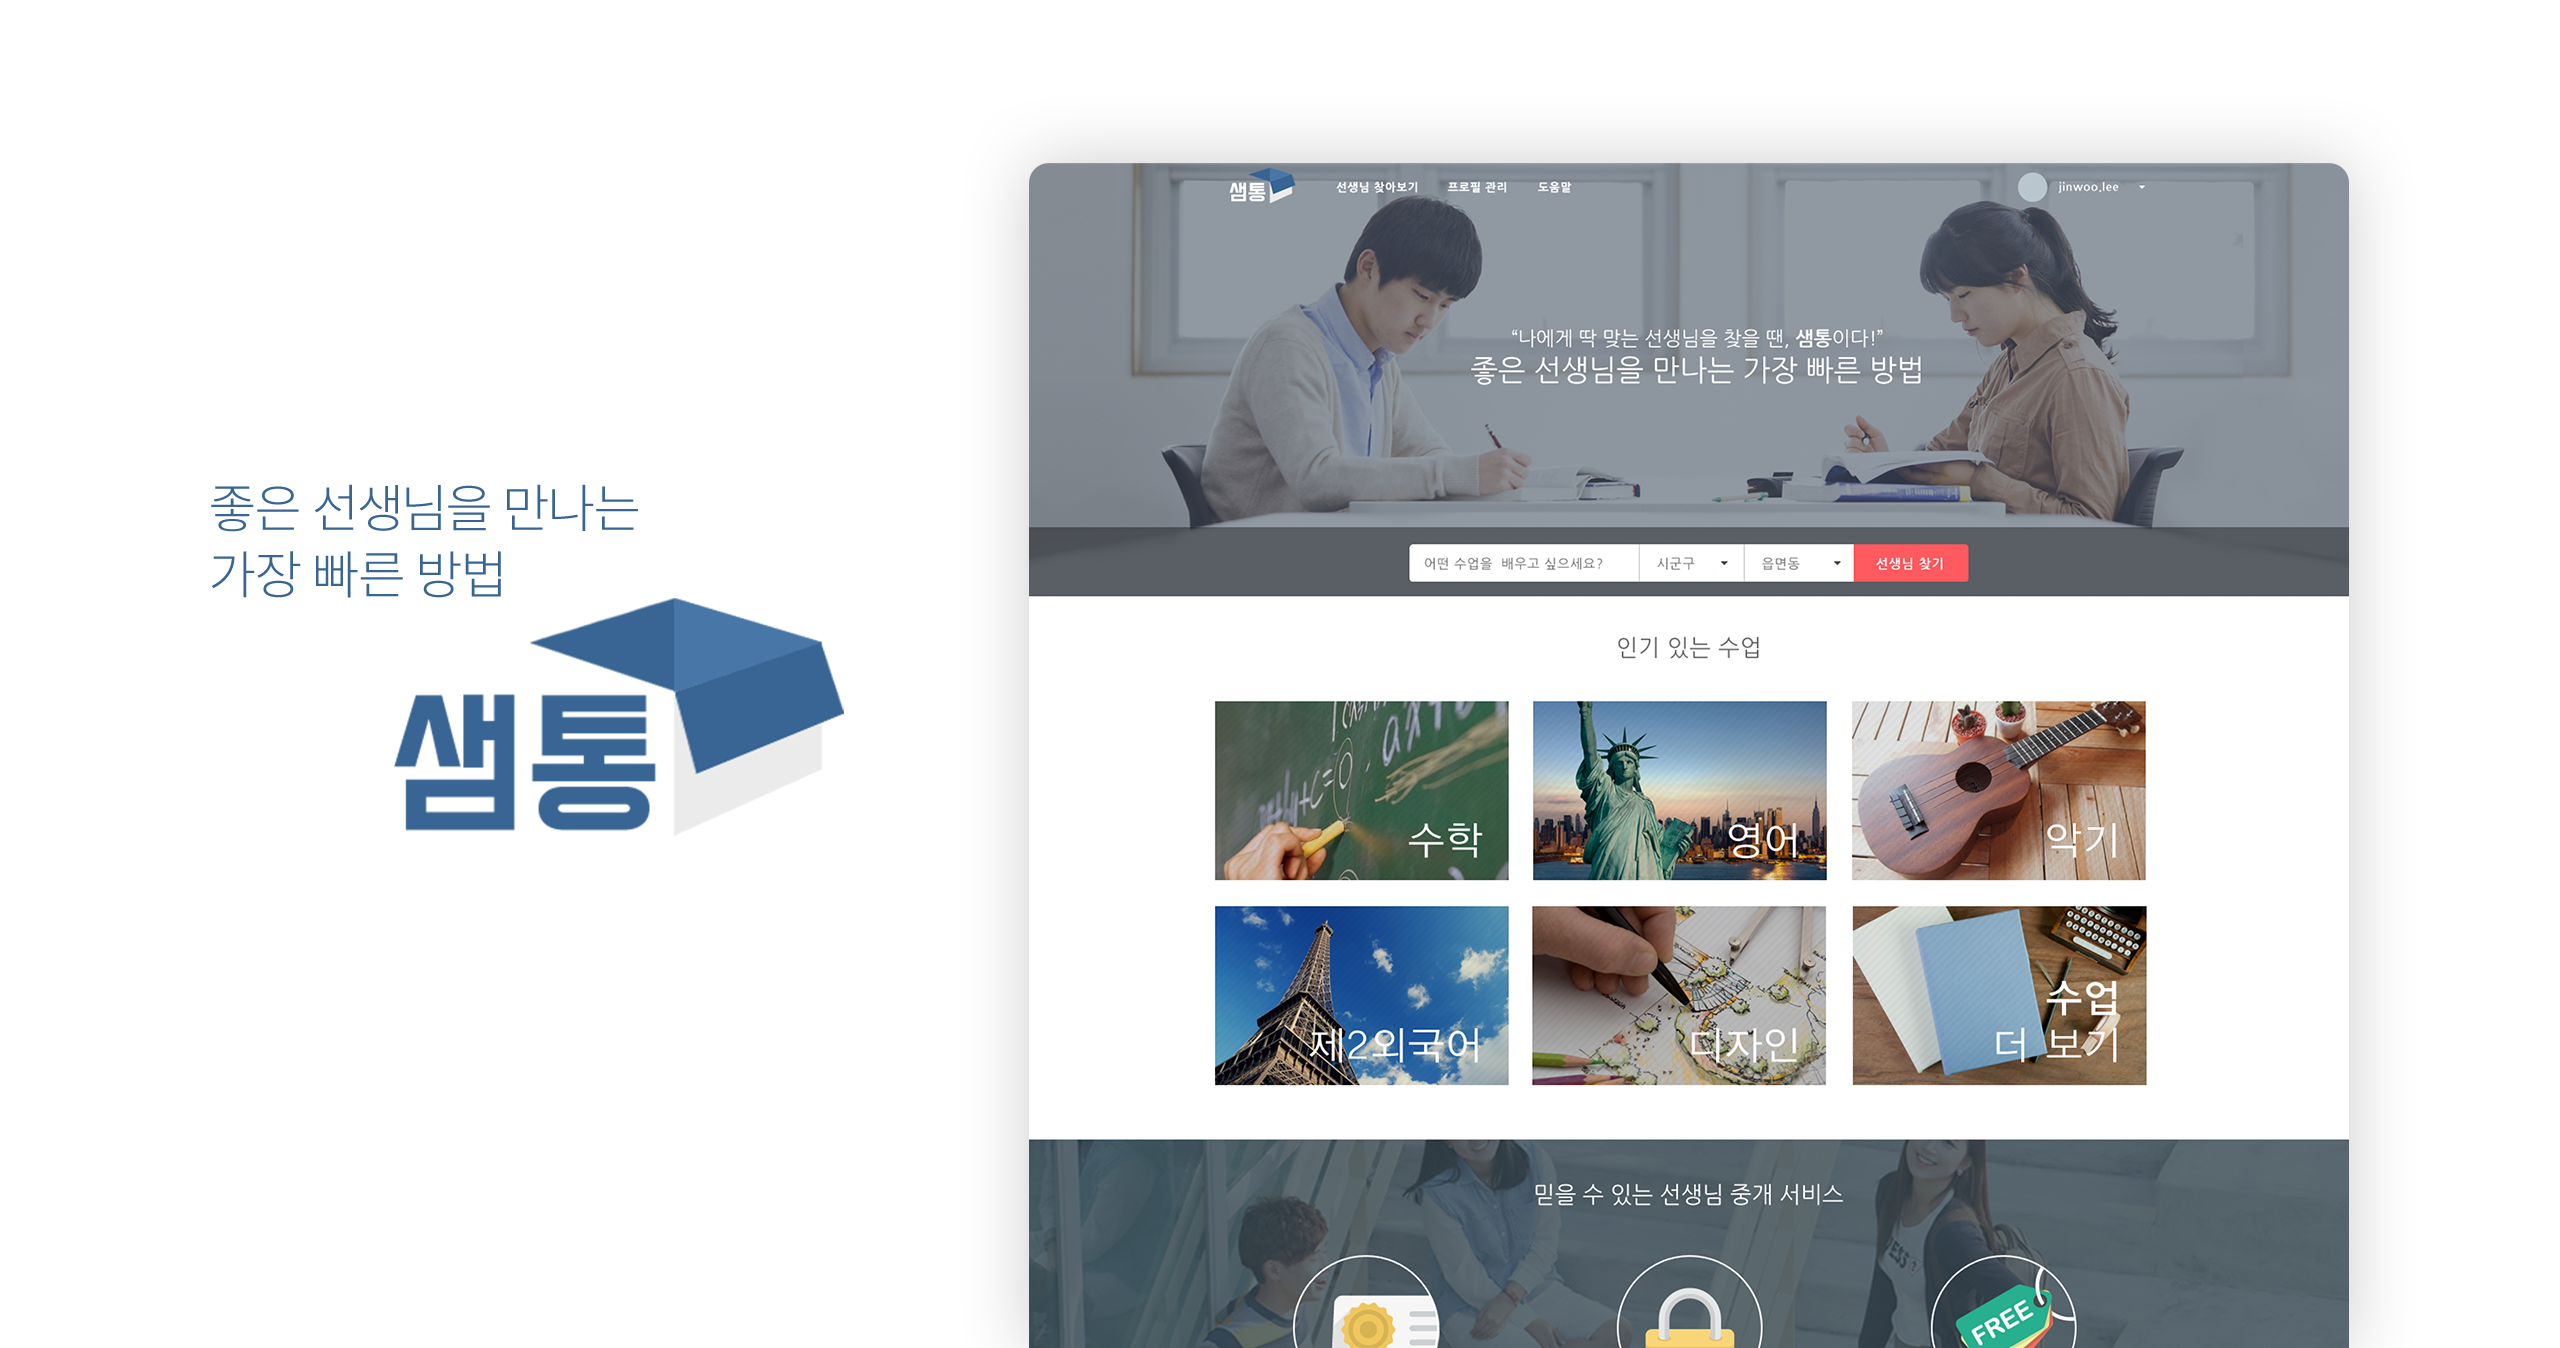 좋은 선생님을 만나는
가장 빠른 방법
샘통
샘통
선생님 찾아보기
프로필 관리
도움말
jinwoo.lee
“나에게 딱 맞는 선생님을 찾을 땐, 샘통이다!”
좋은 선생님을 만나는 가장 빠른 방법
어떤 수업을 배우고 싶으세요?
시군구
읍면동
선생님 찾기
인기 있는 수업
수학
영어
악기
제2외국어
디자인
수업
더 보기
믿을 수 있는 선생님 중개 서비스
FREE